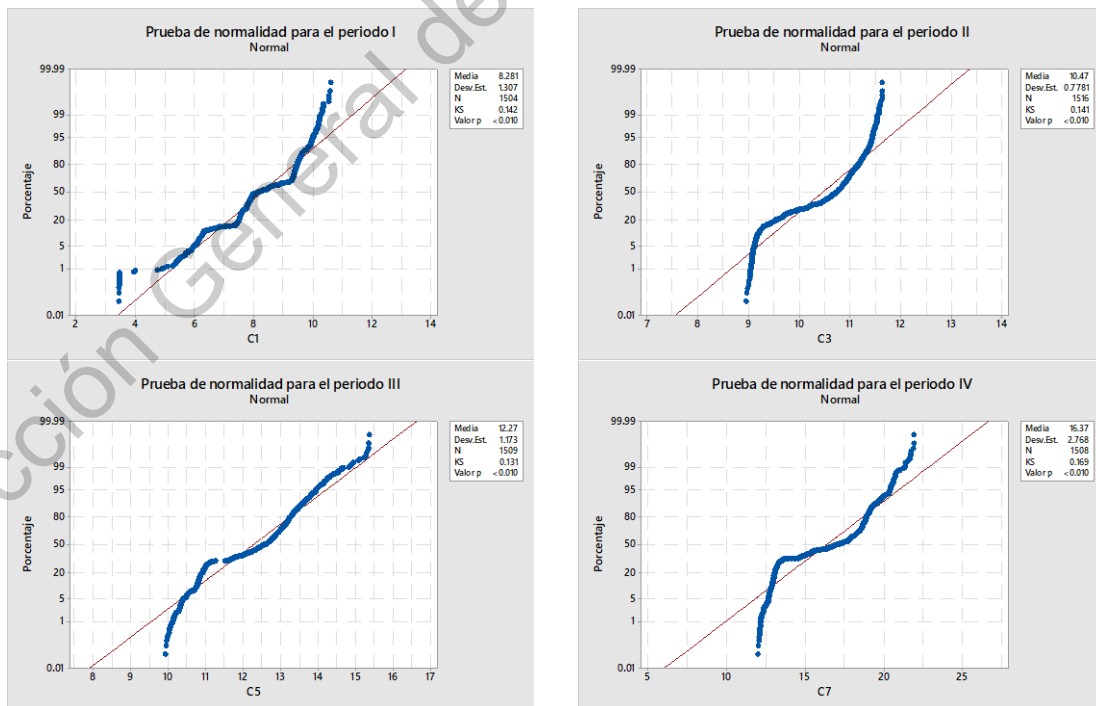 Prueba de normalidad para el periodo I
Normal
99.99
99
95
80
50
20
5
1
0.01
Porcentaje
2 4 6 8 10 12 14
C1
Media 8.281
Desv.Est. 1.307
N 1504
KS 0.142
Valor p <0.010
Prueba de normalidad para el periodo II
Normal
99.99
99
95
80
50
20
5
1
0.01
Porcentaje
7 8 9 10 11 12 13 14
C3
Media 10.47
Desv.Est. 0.7781
N 1516
KS 0.141
Valor p <0.010
Prueba de normalidad para el periodo III
Normal
99.99
99
95
80
50
20
5
1
0.01
Porcentaje
8 9 10 11 12 13 14 15 16 17
C5
Media 12.27
Desv.Est. 1.173
N 1509
KS 0.131
Valor p <0.010
Prueba de normalidad para el periodo IV
Normal
99.99
99
95
80
50
20
5
1
0.01
Porcentaje
5 10 15 20 25
C7
Media 16.37
Desv.Est. 2.768
N 1508
KS 0.169
Valor p <0.010
cción General de